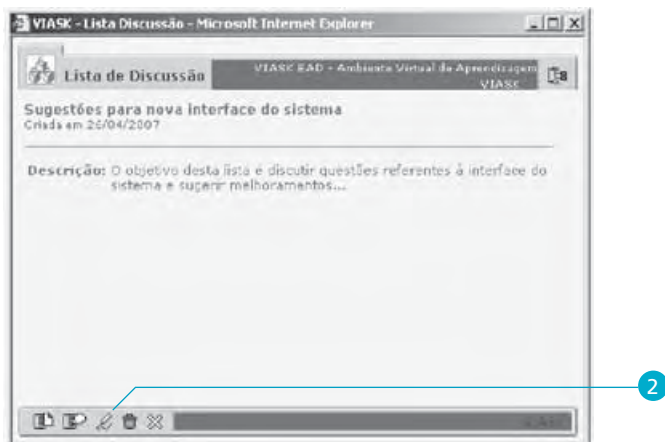 VIASK - Lista Discussão - Microsoft Internet Explorer
Lista de Discussão
VIASK EAD - Ambiente Virtual de Aprendizagem
VIASK
Sugestões para nova interface do sistema
Criada em 26/04/2007
Descrição: O objetivo desta lista é discutir questões referentes à interface do
sistema e sugerir melhoramentos...
2